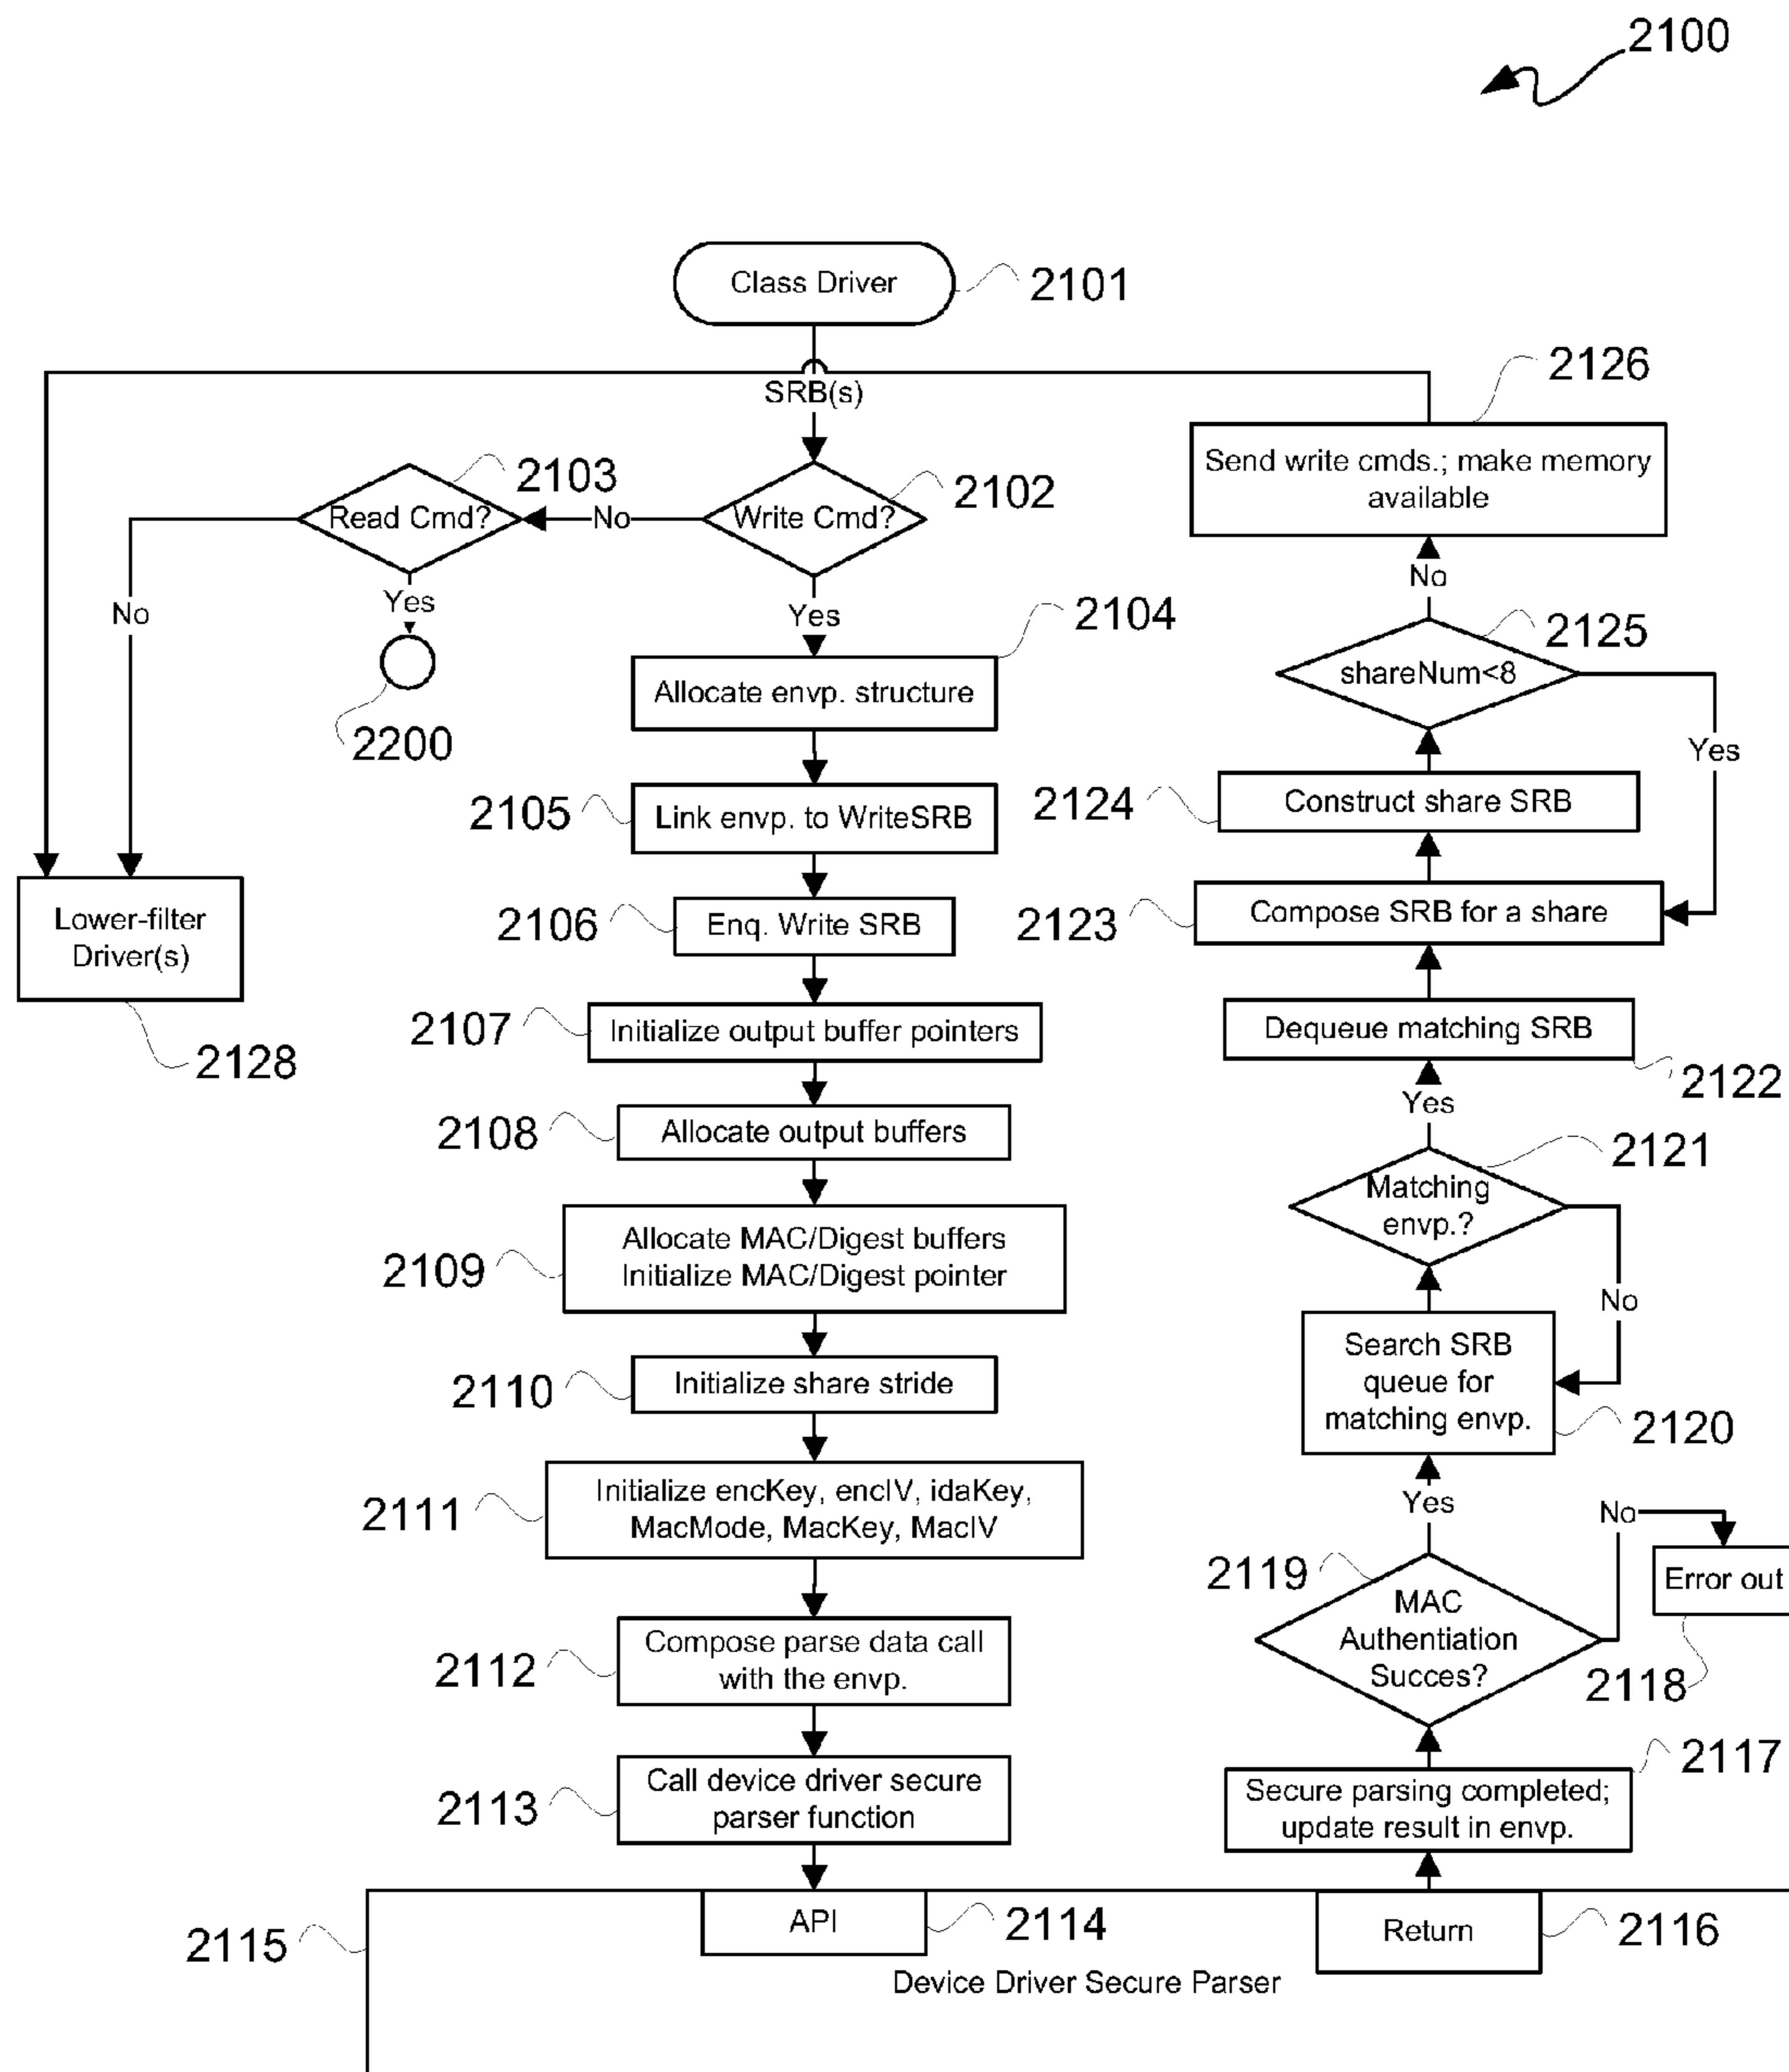 2100
Class Driver
2101
SRB(s)
2126
Send write cmds.; make memory
available
2103
Read Cmd?
No
Write Cmd?
2102
No
Yes
2200
Yes
No
2104
Allocate envp. structure
shareNum<8
2125
Yes
2105
Link envp. to WriteSRB
2124
Construct share SRB
2106
Enq. Write SRB
2123
Compose SRB for a share
Lower-filter
Driver(s)
2128
2107
Initialize output buffer pointers
Dequeue matching SRB
2122
2108
Allocate output buffers
Yes
2121
Matching
envp.?
No
2109
Allocate MAC/Digest buffers
Initialize MAC/Digest pointer
Search SRB
queue for
matching envp.
2120
2110
Initialize share stride
2111
Initialize encKey, encIV, idaKey,
MacMode, MacKey, MacIV
Yes
No
2119
MAC
Authentiation
Succes?
Error out
2118
2112
Compose parse data call
with the envp.
2113
Call device driver secure
parser function
2117
Secure parsing completed;
update result in envp.
2115
API
2114
Return
2116
Device Driver Secure Parser